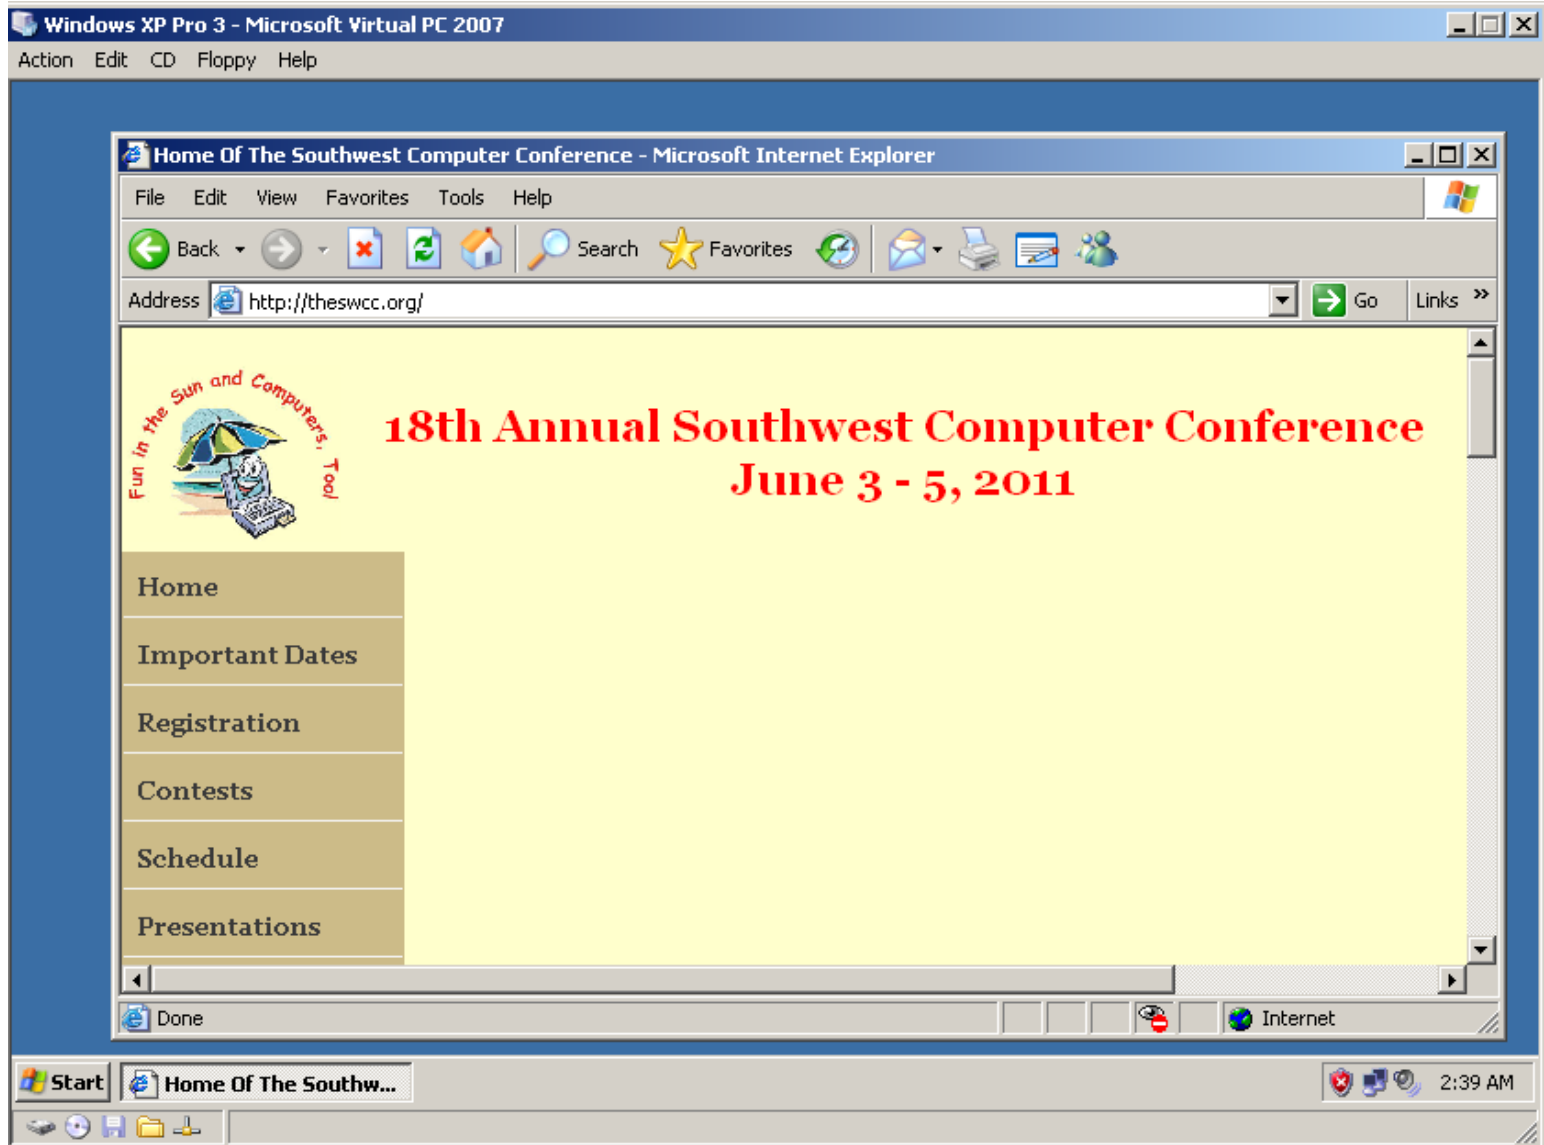 Windows XP Pro 3 - Microsoft Virtual PC 2007
Action Edit CD Floppy Help
Home Of The Southwest Computer Conference - Microsoft Internet Explorer
File Edit View Favorites Tools Help
Back Search Favorites
Address http://theswcc.org/ Go Links
Fun in the Sun and Computers, Too!
18th Annual Southwest Computer Conference
June 3 - 5, 2011
Home
Important Dates
Registration
Contests
Schedule
Presentations
Done Internet
Start Home Of The Southw... 2:39 AM